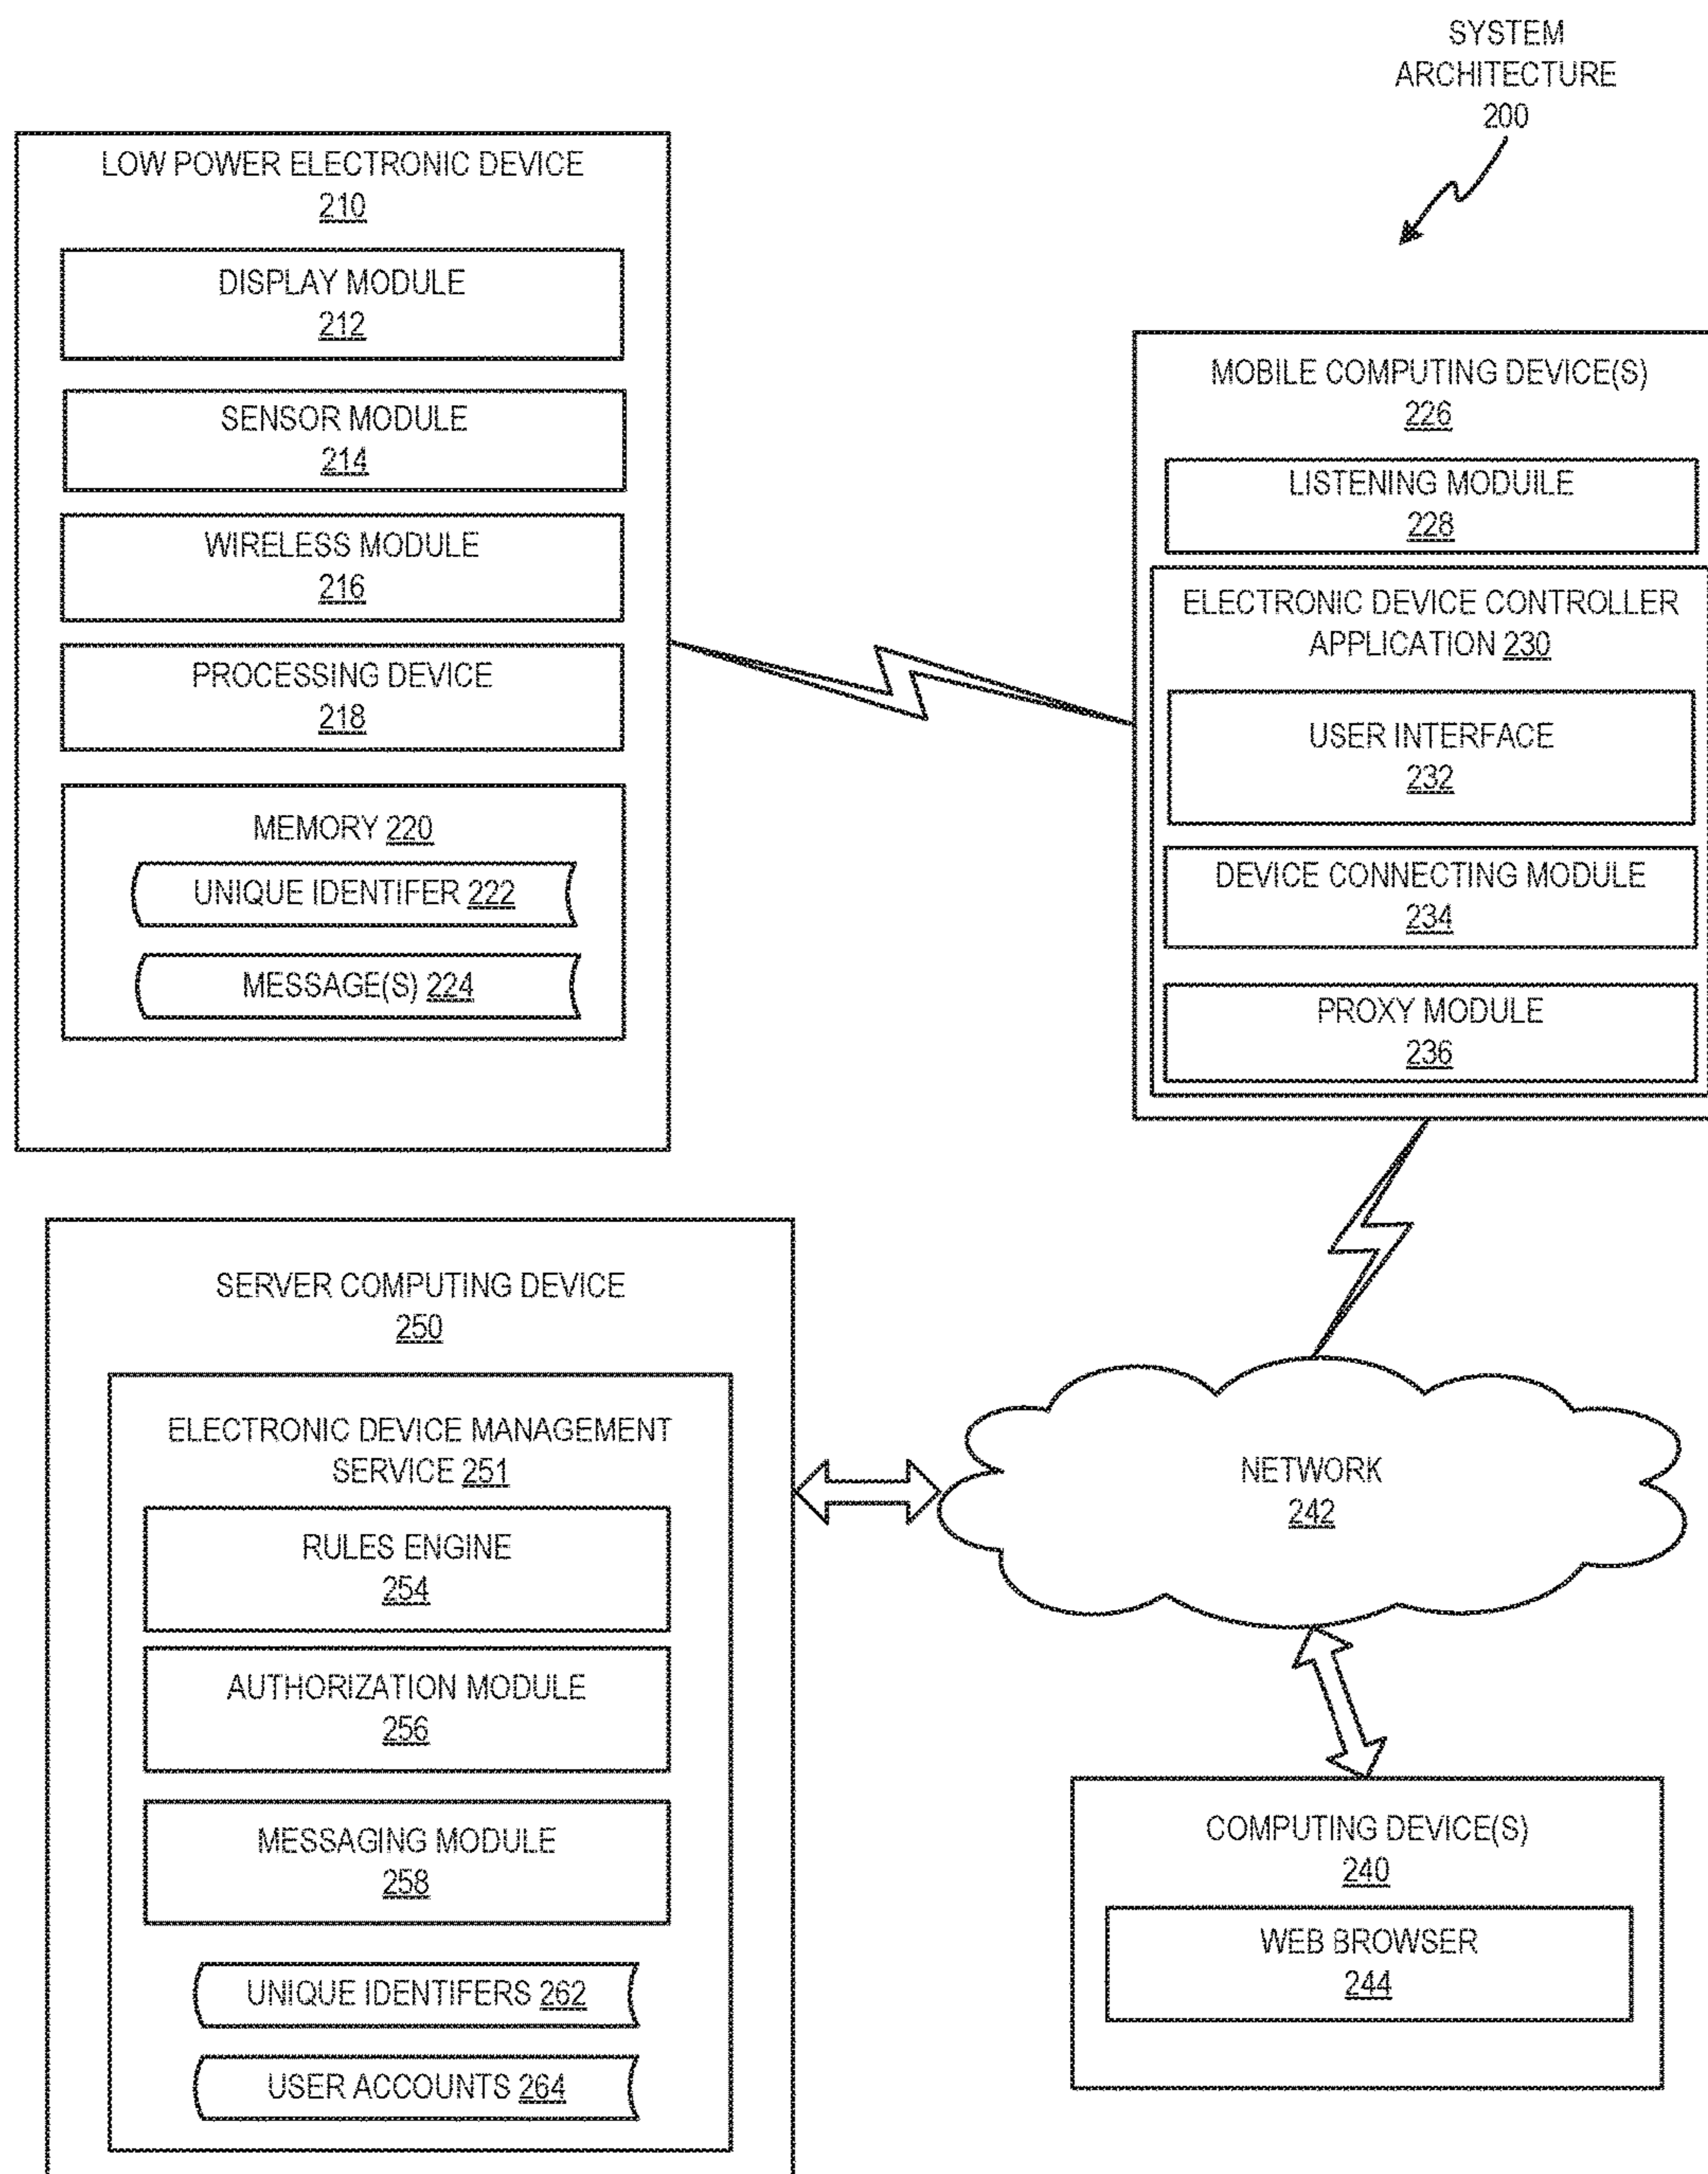 SYSTEM
ARCHITECTURE
200
LOW POWER ELECTRONIC DEVICE
210
DISPLAY MODULE
212
SENSOR MODULE
214
WIRELESS MODULE
216
PROCESSING DEVICE
218
MEMORY 220
UNIQUE IDENTIFER 222
MESSAGE(S) 224
MOBILE COMPUTING DEVICE(S)
226
LISTENING MODUILE
228
ELECTRONIC DEVICE CONTROLLER
APPLICATION 230
USER INTERFACE
232
DEVICE CONNECTING MODULE
234
PROXY MODULE
236
SERVER COMPUTING DEVICE
250
ELECTRONIC DEVICE MANAGEMENT
SERVICE 251
RULES ENGINE
254
AUTHORIZATION MODULE
256
MESSAGING MODULE
258
UNIQUE IDENTIFERS 262
USER ACCOUNTS 264
NETWORK
242
COMPUTING DEVICE(S)
240
WEB BROWSER
244